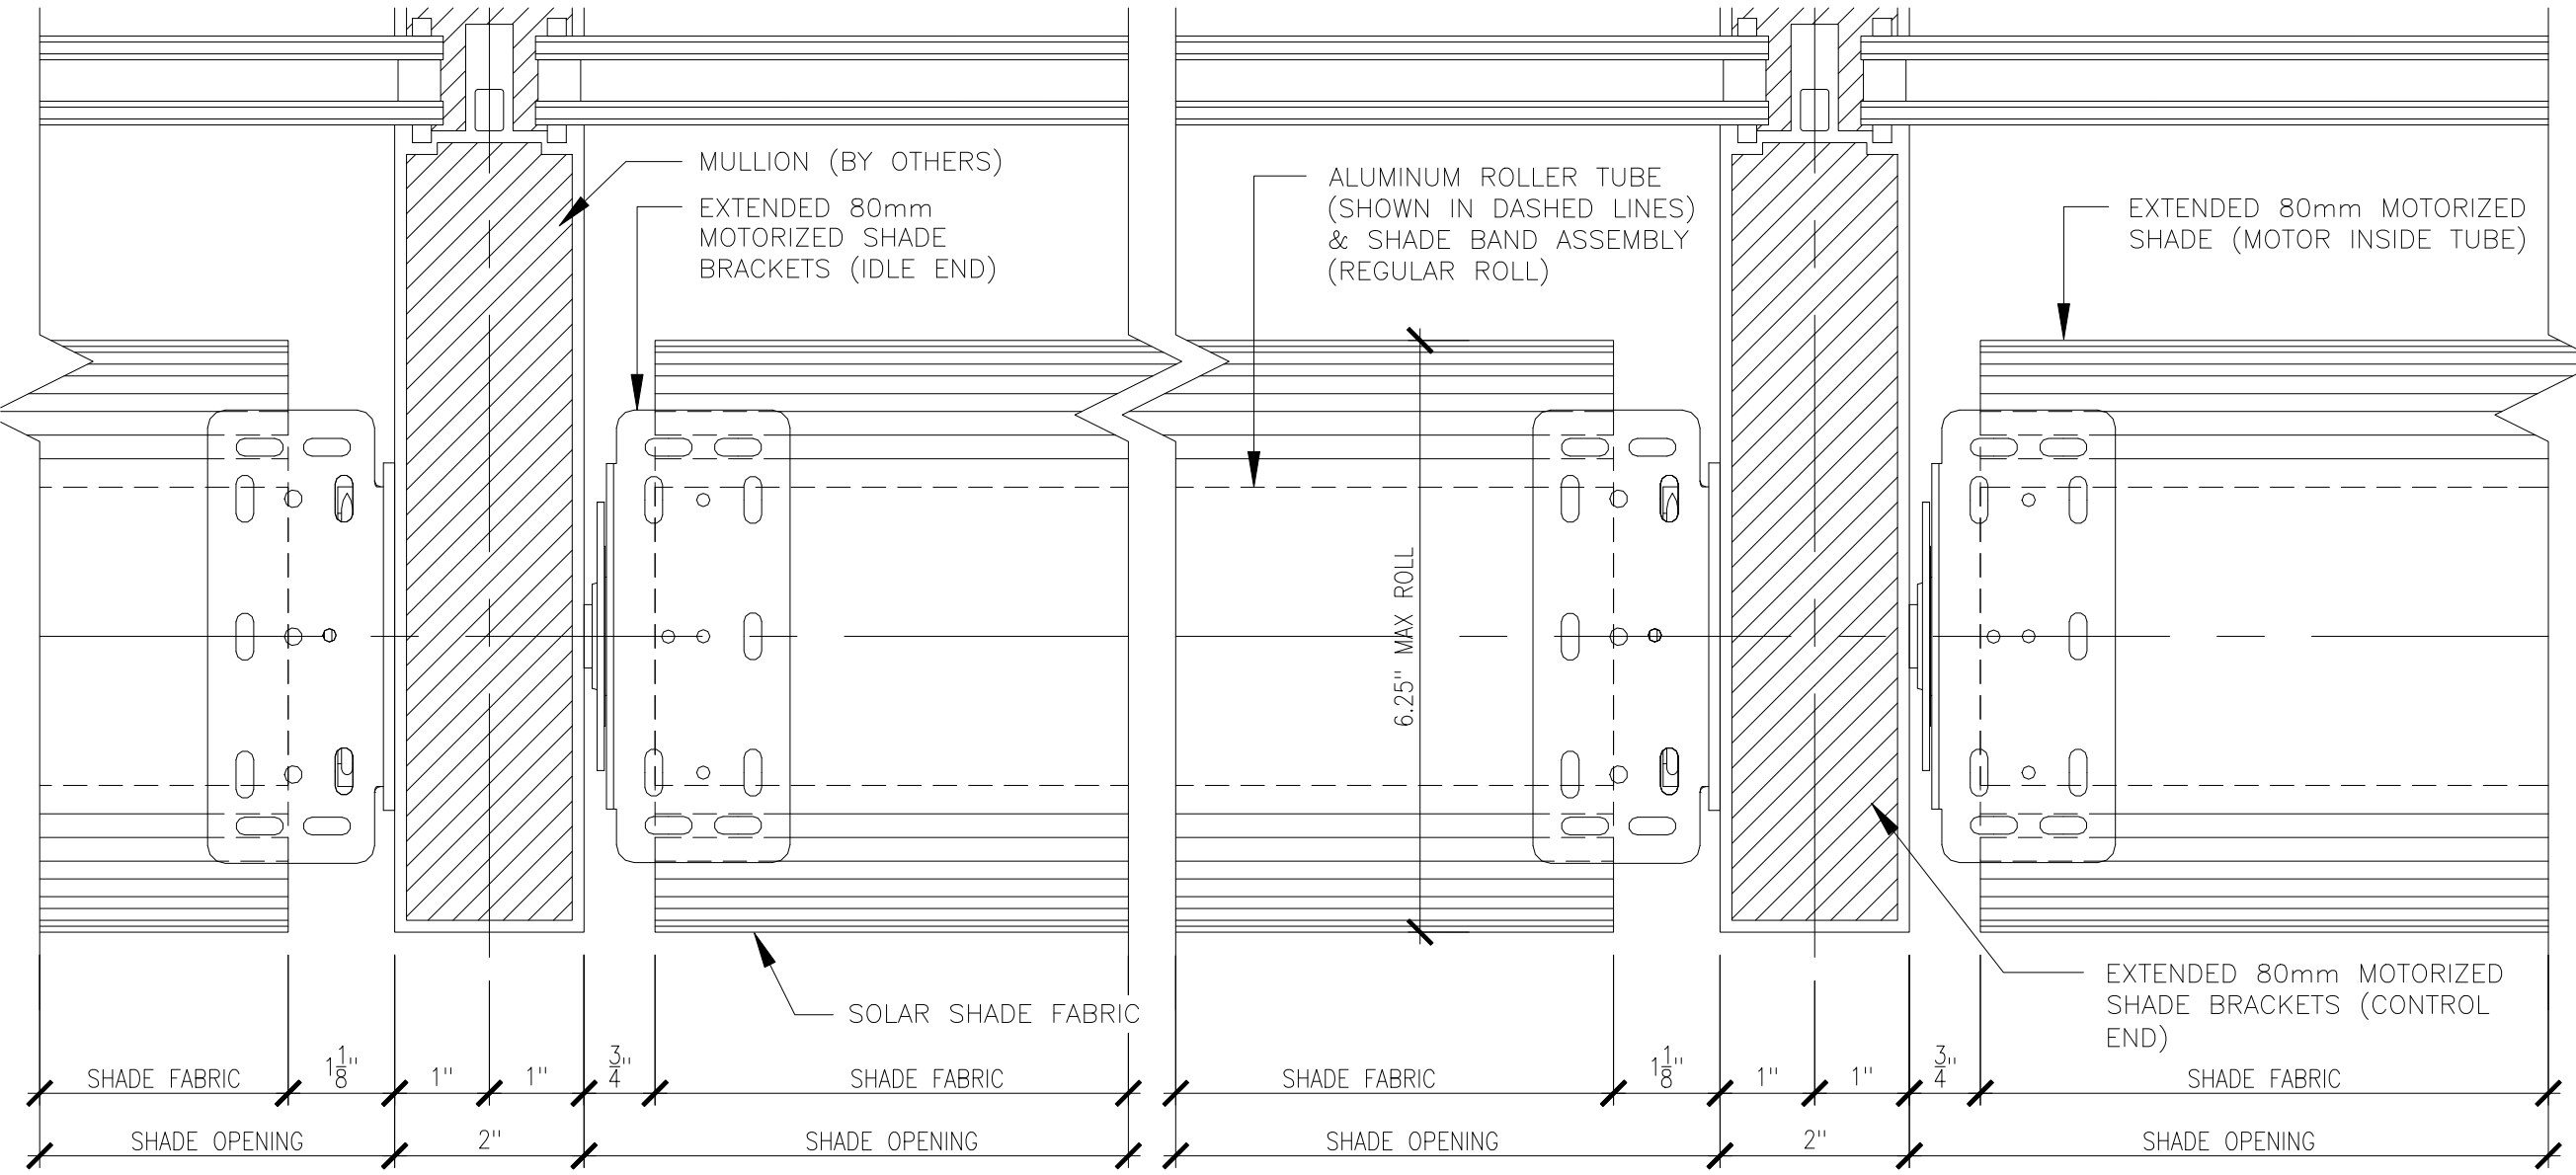 MULLION (BY OTHERS)
EXTENDED 80mm
MOTORIZED SHADE
BRACKETS (IDLE END)
ALUMINUM ROLLER TUBE
(SHOWN IN DASHED LINES)
& SHADE BAND ASSEMBLY
(REGULAR ROLL)
EXTENDED 80mm MOTORIZED
SHADE (MOTOR INSIDE TUBE)
6.25" MAX ROLL
SOLAR SHADE FABRIC
EXTENDED 80mm MOTORIZED
SHADE BRACKETS (CONTROL
END)
SHADE FABRIC 1 1/8" 1" 1" 3/4" SHADE FABRIC SHADE FABRIC 1 1/8" 1" 1" 3/4" SHADE FABRIC
SHADE OPENING 2" SHADE OPENING SHADE OPENING 2" SHADE OPENING